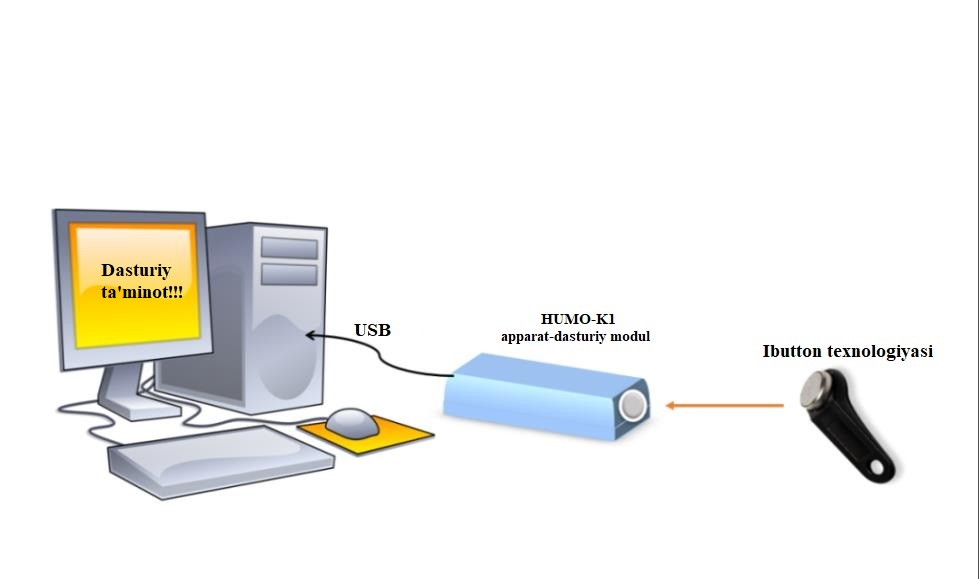 Dasturiy
ta'minot!!!
USB
HUMO-K1
apparat-dasturiy modul
Ibutton texnologiyasi